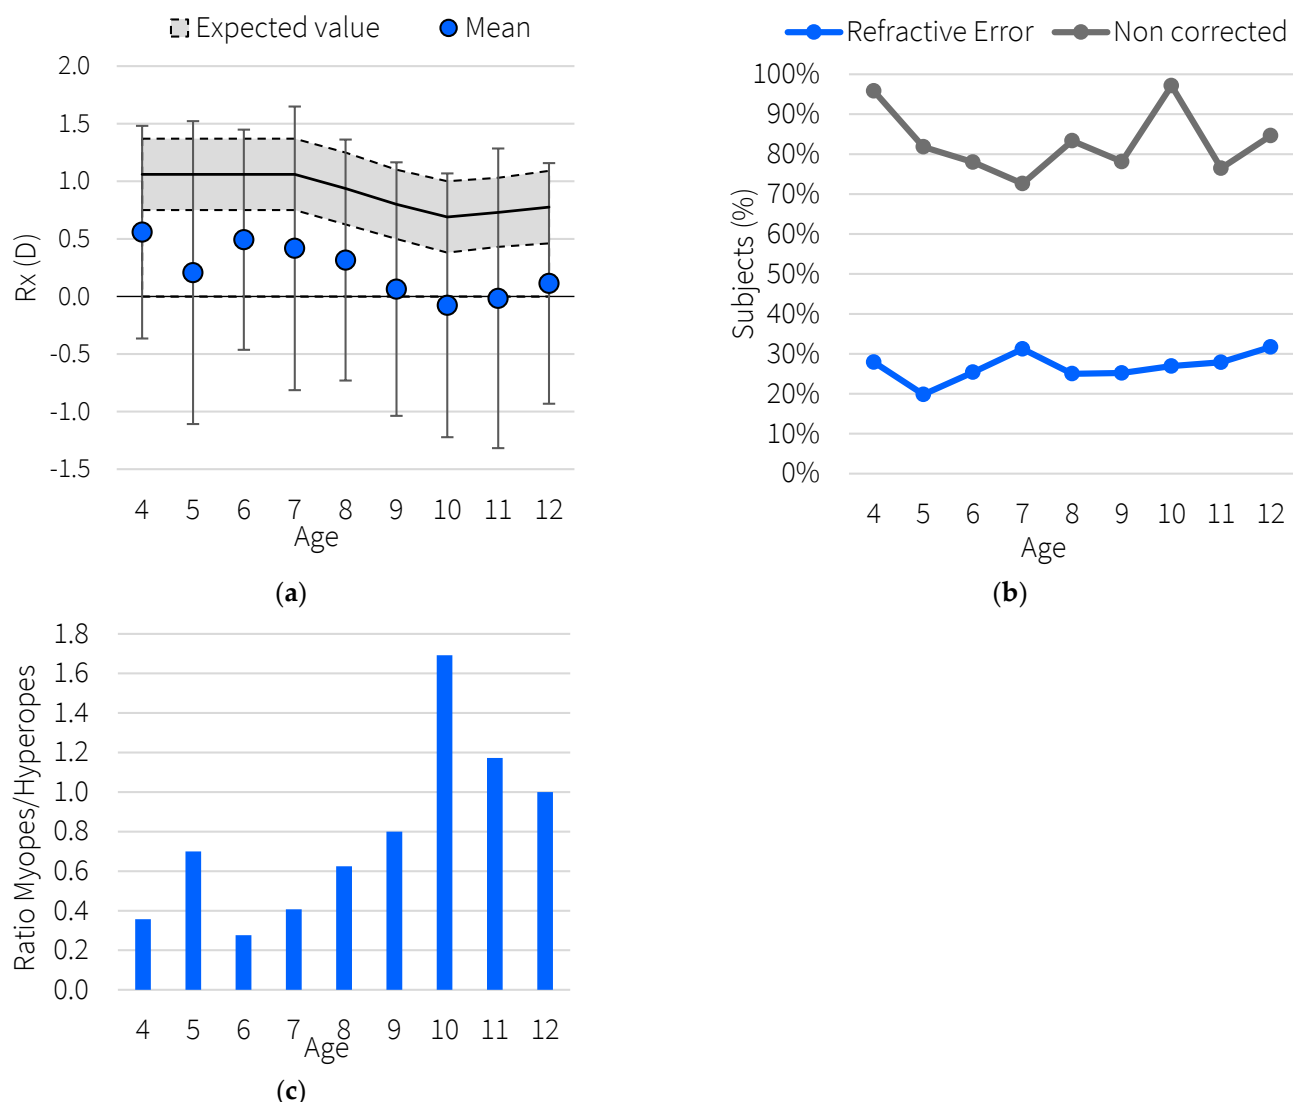 Expected value Mean
2.0
1.5
1.0
0.5
0.0
-0.5
-1.0
-1.5
Rx (D)
4 5 6 7 8 9 10 11 12
Age
(a)
Refractive Error Non corrected
100%
90%
80%
70%
60%
50%
40%
30%
20%
10%
0%
Subjects (%)
4 5 6 7 8 9 10 11 12
Age
(b)
1.8
1.6
1.4
1.2
1.0
0.8
0.6
0.4
0.2
0.0
Ratio Myopes/Hyperopes
4 5 6 7 8 9 10 11 12
Age
(c)